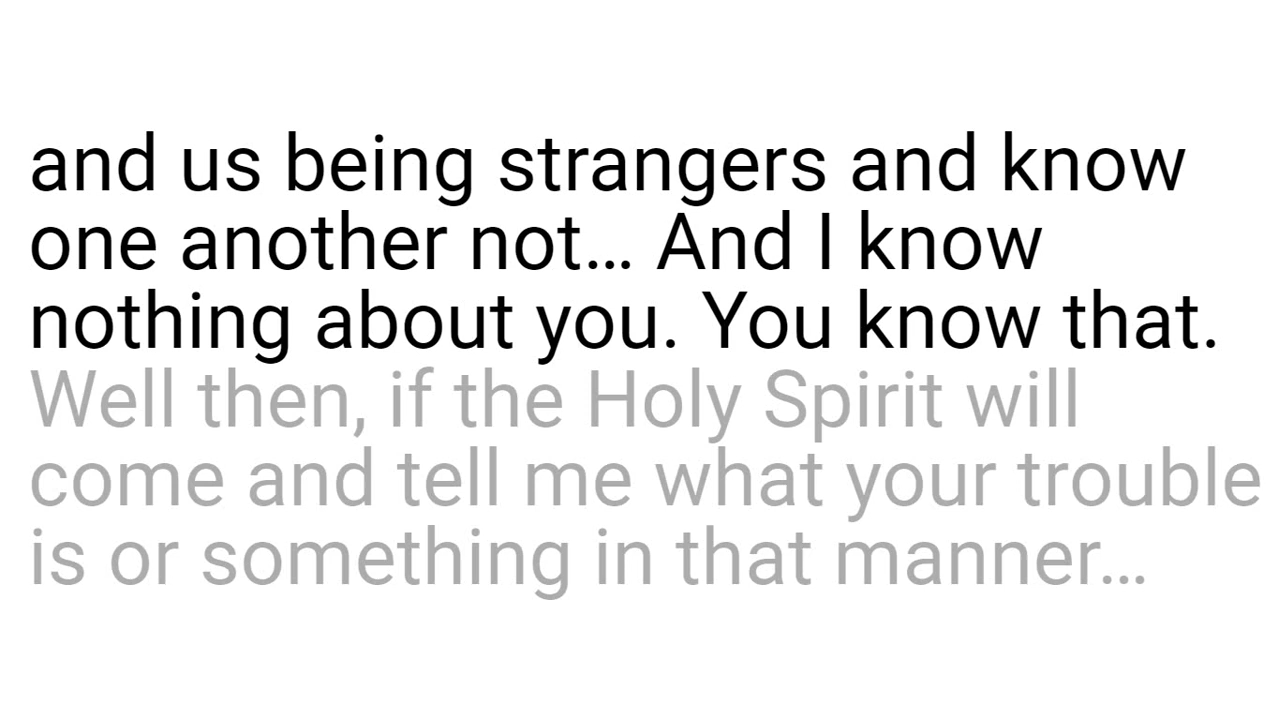 and us being strangers and know
one another not… And I know
nothing about you. You know that.
Well then, if the Holy Spirit will
come and tell me what your trouble
is or something in that manner…